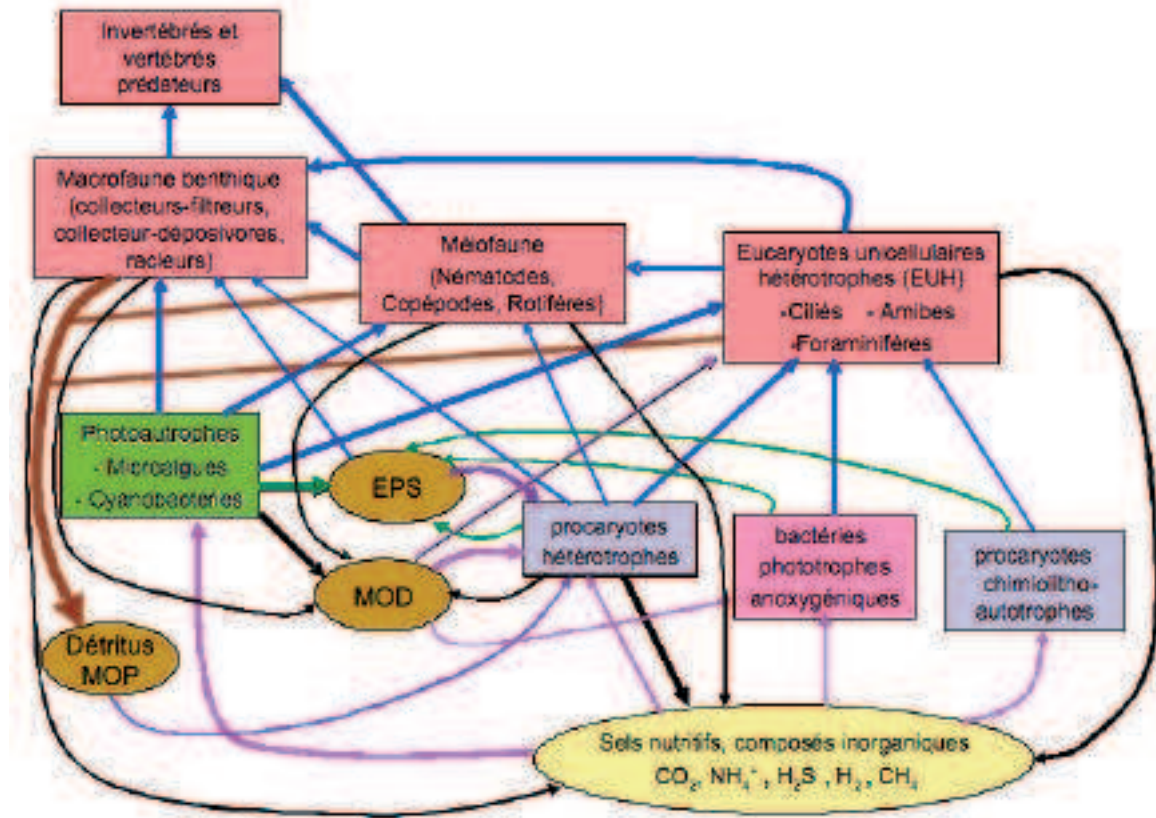 Invertébrés et
vertébrés
prédateurs
Macrofaune benthique
(collecteurs-filtreurs,
collecteur-déposivores,
racleurs)
Méiofaune
(Nématodes,
Copépodes, Rotifères)
Eucaryotes unicellulaires
hétérotrophes (EUH)
-Ciliés - Amibes
-Foraminifères
Photoautrophes
- Microalgues
- Cyanobacteries
EPS
procaryotes
hétérotrophes
bactéries
phototrophes
anoxygéniques
procaryotes
chimiolitho-
autotrophes
MOD
Détritus
MOP
Sels nutritifs, composés inorganiques
CO₂, NH₄⁺, H₂S , H₂ , CH₄